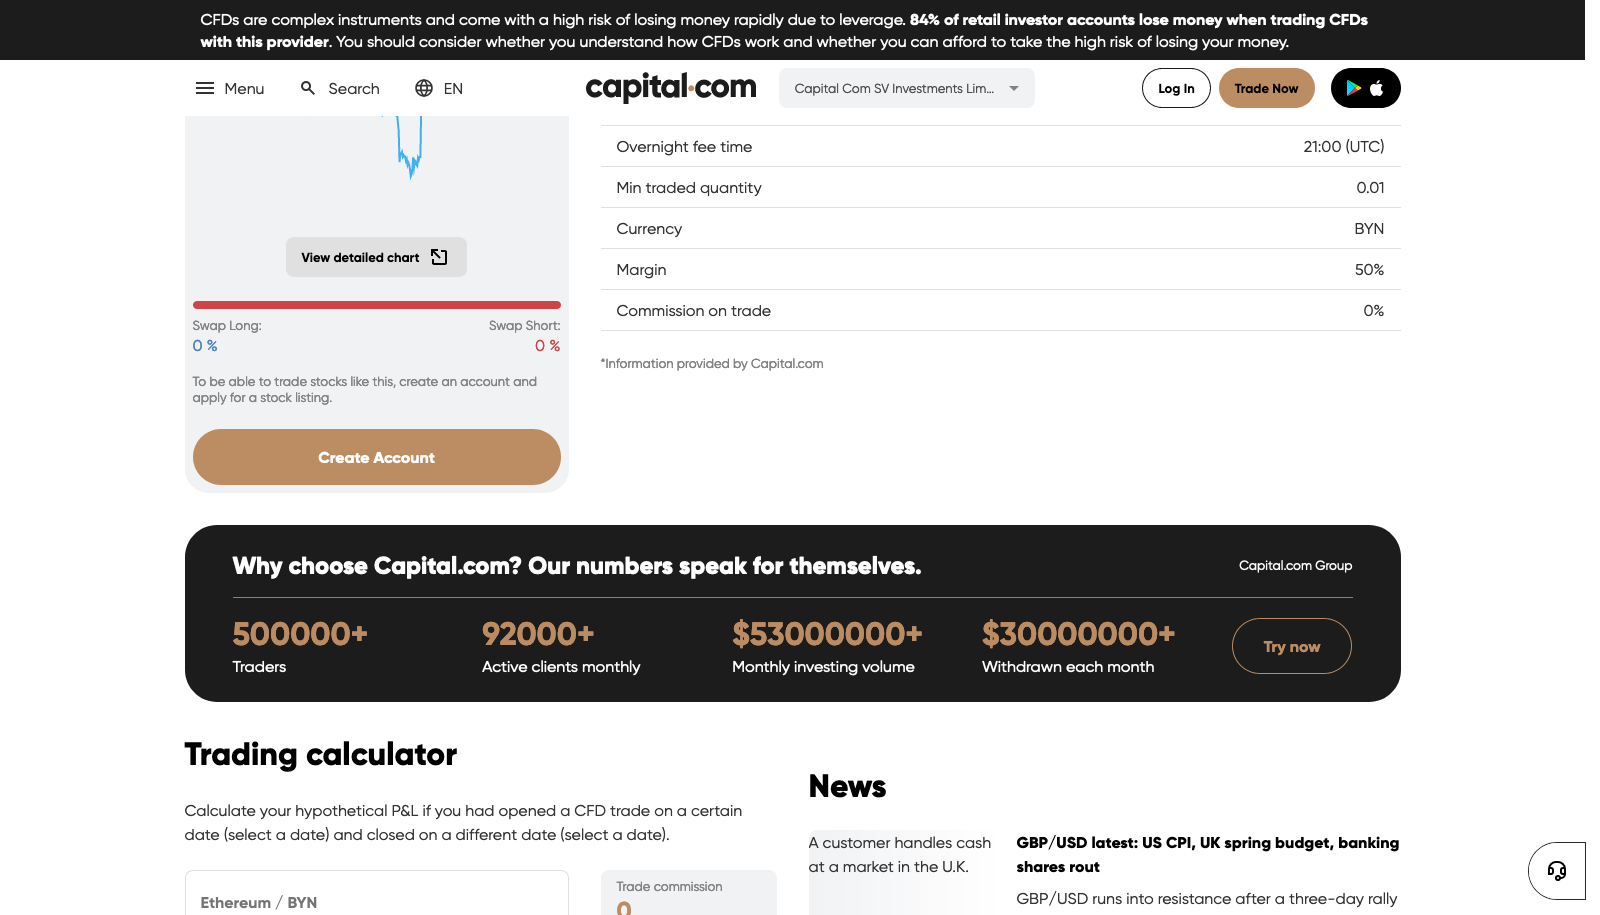 CFDs are complex instruments and come with a high risk of losing money rapidly due to leverage. 84% of retail investor accounts lose money when trading CFDs
with this provider. You should consider whether you understand how CFDs work and whether you can afford to take the high risk of losing your money.
Menu
Search
EN
capital.com
Capital Com SV Investments Lim...
Log In
Trade Now
Overnight fee time 21:00 (UTC)
Min traded quantity 0.01
Currency BYN
Margin 50%
Commission on trade 0%
*Information provided by Capital.com
View detailed chart
Swap Long: Swap Short:
0 % 0 %
To be able to trade stocks like this, create an account and
apply for a stock listing.
Create Account
Why choose Capital.com? Our numbers speak for themselves.
Capital.com Group
500000+
Traders
92000+
Active clients monthly
$53000000+
Monthly investing volume
$30000000+
Withdrawn each month
Try now
Trading calculator
Calculate your hypothetical P&L if you had opened a CFD trade on a certain
date (select a date) and closed on a different date (select a date).
Ethereum / BYN
Trade commission
0
News
A customer handles cash
at a market in the U.K.
GBP/USD latest: US CPI, UK spring budget, banking
shares rout
GBP/USD runs into resistance after a three-day rally